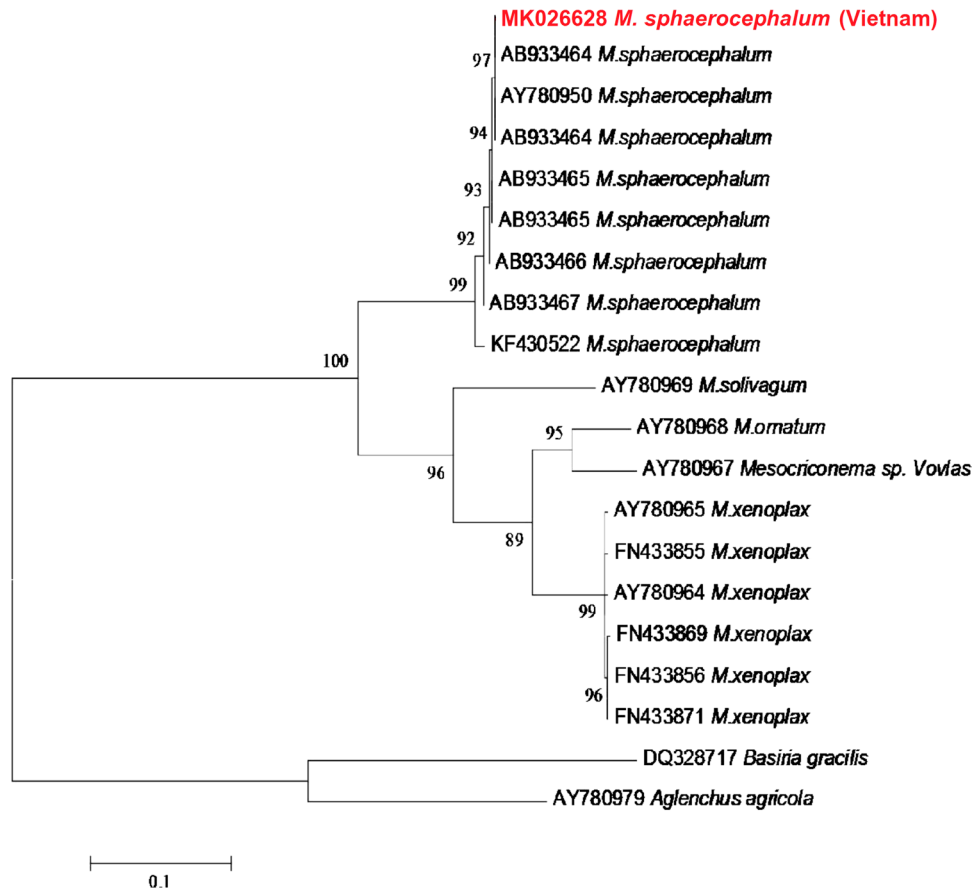 MK026628 M. sphaerocephalum (Vietnam)
97
AB933464 M.sphaerocephalum
AY780950 M.sphaerocephalum
94
AB933464 M.sphaerocephalum
93
AB933465 M.sphaerocephalum
AB933465 M.sphaerocephalum
92
AB933466 M.sphaerocephalum
99
AB933467 M.sphaerocephalum
KF430522 M.sphaerocephalum
100
AY780969 M.solivagum
95
AY780968 M.ornatum
96
AY780967 Mesocriconema sp. Vovlas
AY780965 M.xenoplax
89
FN433855 M.xenoplax
AY780964 M.xenoplax
99
FN433869 M.xenoplax
FN433856 M.xenoplax
96
FN433871 M.xenoplax
DQ328717 Basiria gracilis
AY780979 Aglenchus agricola
0.1